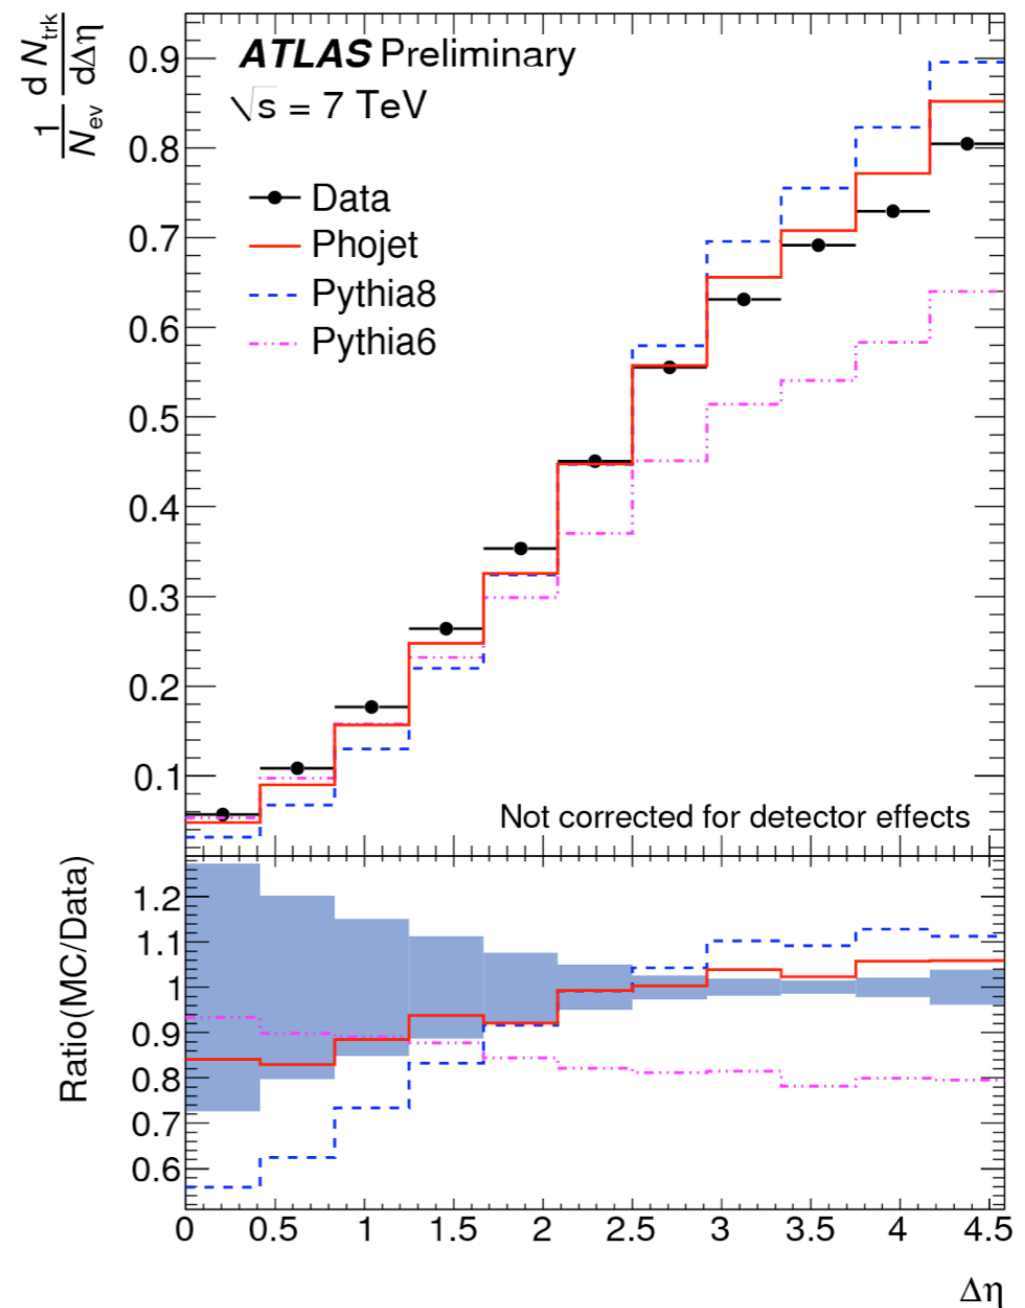 1/N_ev d N_trk/dΔη
ATLAS Preliminary
√s = 7 TeV
Data
Phojet
Pythia8
Pythia6
0.9
0.8
0.7
0.6
0.5
0.4
0.3
0.2
0.1
Not corrected for detector effects
Ratio(MC/Data)
1.2
1.1
1
0.9
0.8
0.7
0.6
0 0.5 1 1.5 2 2.5 3 3.5 4 4.5
Δη